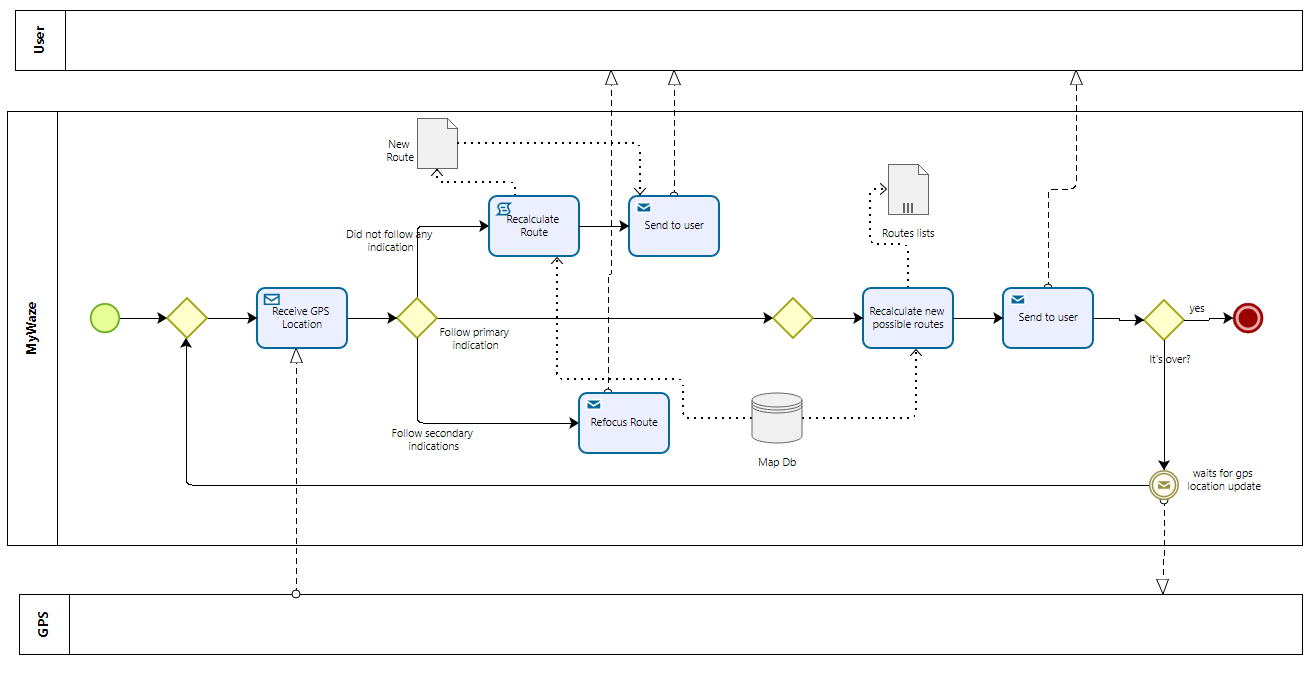 User
MyWaze
New
Route
Recalculate
Route
Send to user
Did not follow any
indication
Routes lists
Receive GPS
Location
Follow primary
indication
Recalculate new
possible routes
Send to user
yes
It's over?
Refocus Route
Follow secondary
indications
Map Db
waits for gps
location update
GPS